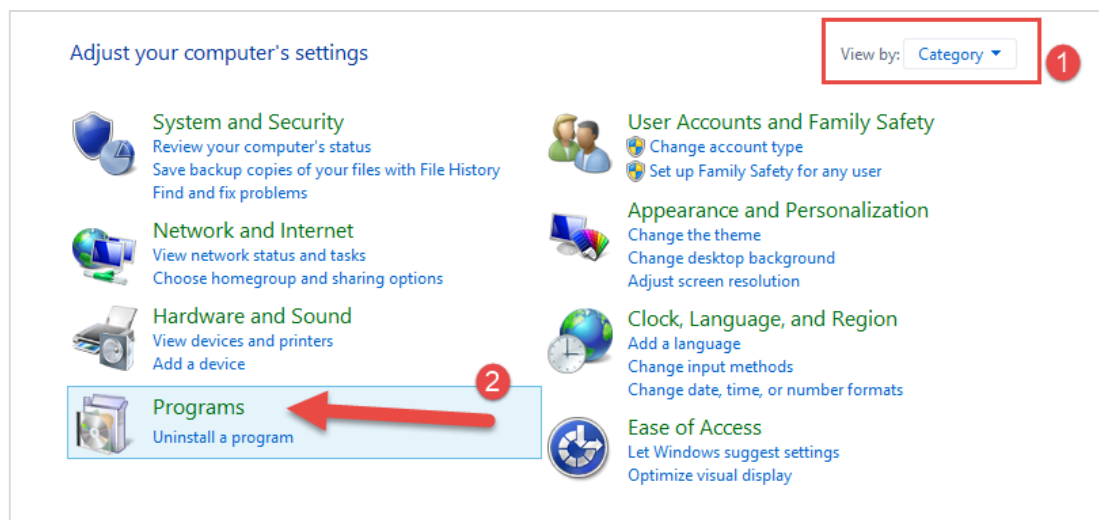 Adjust your computer's settings
View by: Category
1
System and Security
Review your computer's status
Save backup copies of your files with File History
Find and fix problems
Network and Internet
View network status and tasks
Choose homegroup and sharing options
Hardware and Sound
View devices and printers
Add a device
2
Programs
Uninstall a program
User Accounts and Family Safety
Change account type
Set up Family Safety for any user
Appearance and Personalization
Change the theme
Change desktop background
Adjust screen resolution
Clock, Language, and Region
Add a language
Change input methods
Change date, time, or number formats
Ease of Access
Let Windows suggest settings
Optimize visual display